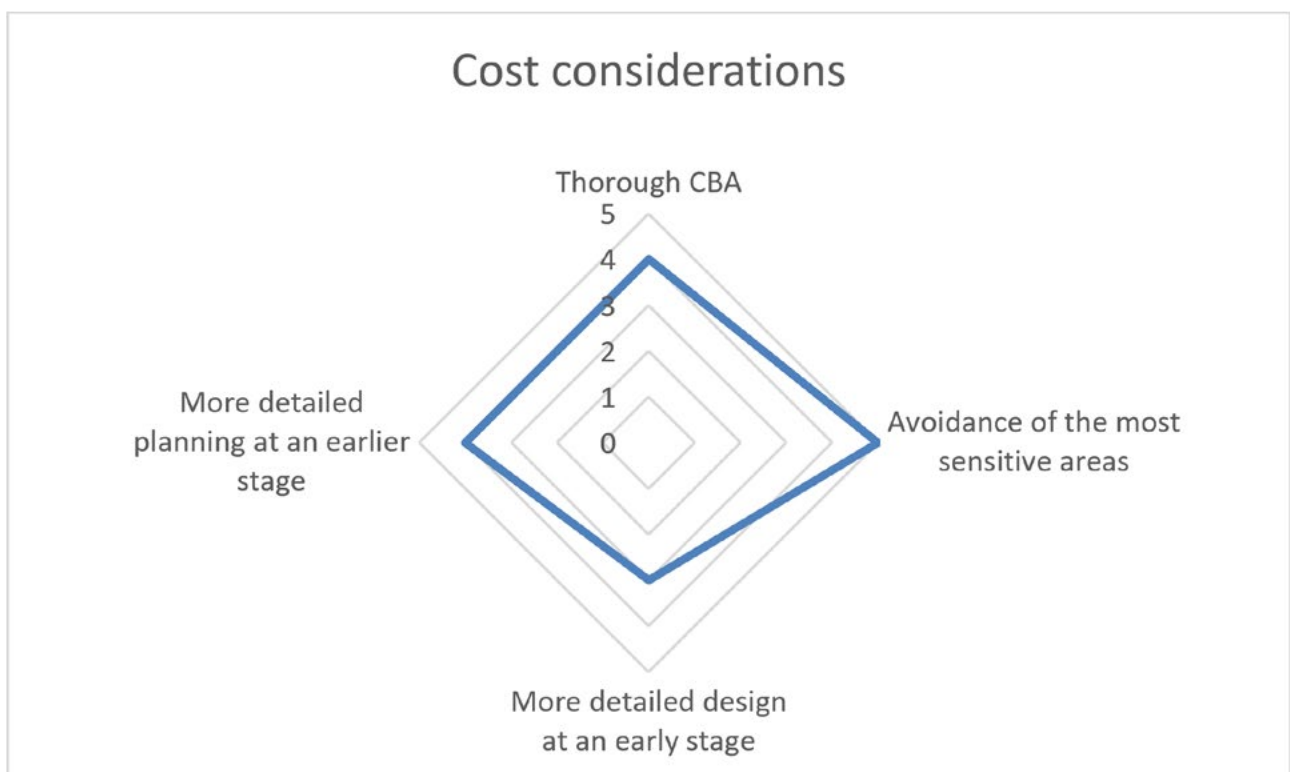 Cost considerations
Thorough CBA
5
4
3
2
1
0
More detailed
planning at an earlier
stage
Avoidance of the most
sensitive areas
More detailed design
at an early stage